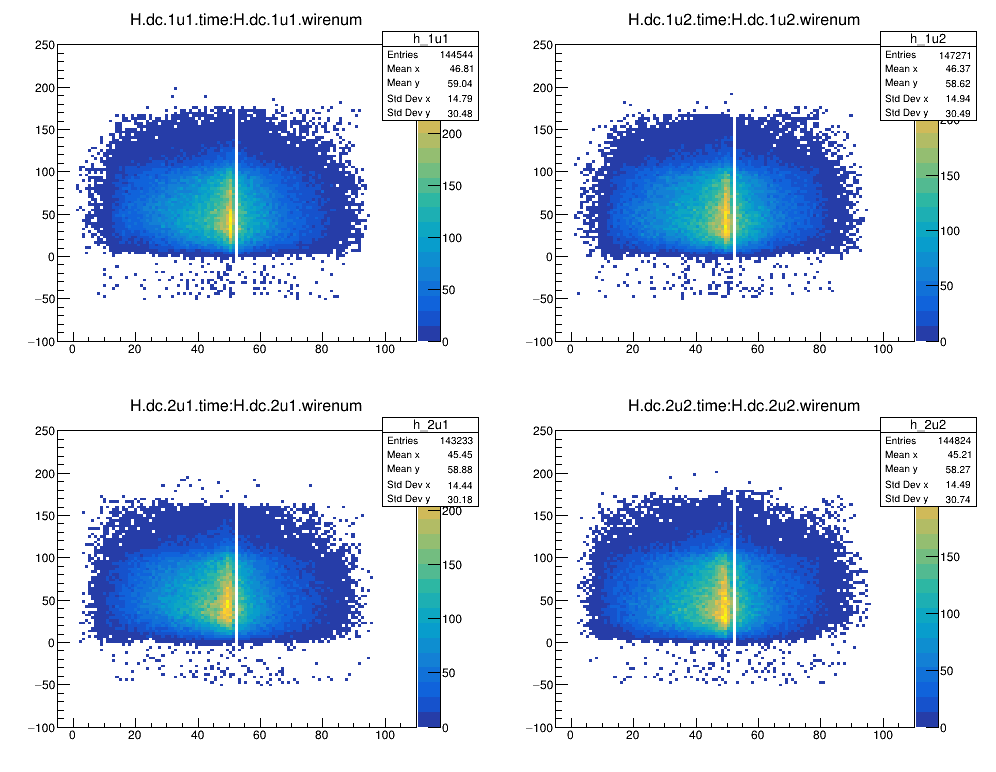 H.dc.1u1.time:H.dc.1u1.wirenum
h_1u1
Entries 144544
Mean x 46.81
Mean y 59.04
Std Dev x 14.79
Std Dev y 30.48
250
200
150
100
50
0
−50
−100
0 20 40 60 80 100
200
150
100
50
0
H.dc.1u2.time:H.dc.1u2.wirenum
h_1u2
Entries 147271
Mean x 46.37
Mean y 58.62
Std Dev x 14.94
Std Dev y 30.49
250
200
150
100
50
0
−50
−100
0 20 40 60 80 100
200
150
100
50
0
H.dc.2u1.time:H.dc.2u1.wirenum
h_2u1
Entries 143233
Mean x 45.45
Mean y 58.88
Std Dev x 14.44
Std Dev y 30.18
250
200
150
100
50
0
−50
−100
0 20 40 60 80 100
200
150
100
50
0
H.dc.2u2.time:H.dc.2u2.wirenum
h_2u2
Entries 144824
Mean x 45.21
Mean y 58.27
Std Dev x 14.49
Std Dev y 30.74
250
200
150
100
50
0
−50
−100
0 20 40 60 80 100
150
100
50
0